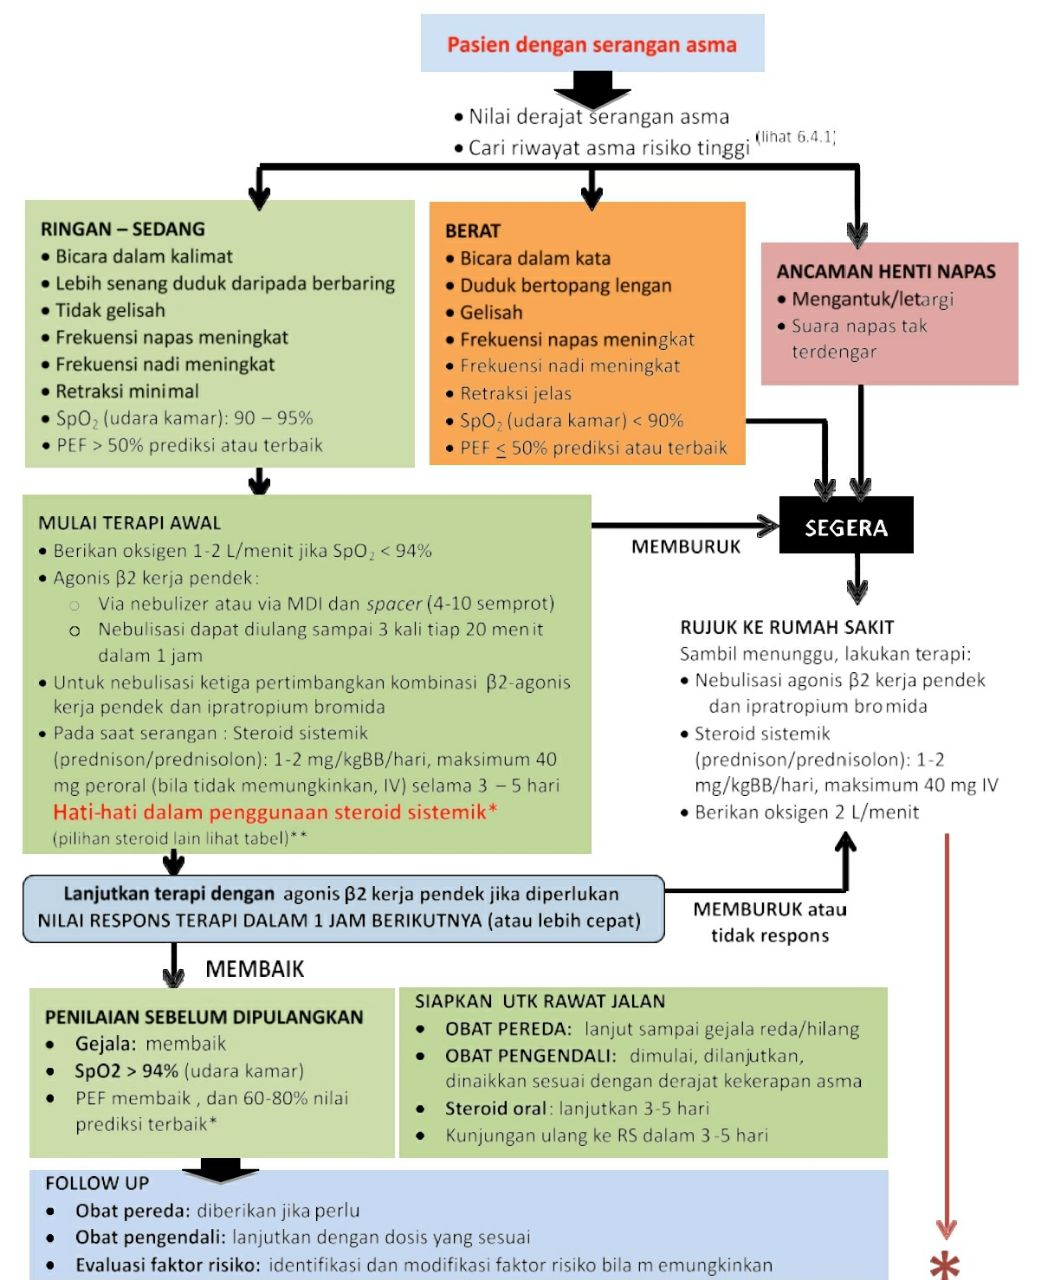 Pasien dengan serangan asma
• Nilai derajat serangan asma
• Cari riwayat asma risiko tinggi (lihat 6.4.1)
RINGAN – SEDANG
• Bicara dalam kalimat
• Lebih senang duduk daripada berbaring
• Tidak gelisah
• Frekuensi napas meningkat
• Frekuensi nadi meningkat
• Retraksi minimal
• SpO₂ (udara kamar): 90 – 95%
• PEF > 50% prediksi atau terbaik
BERAT
• Bicara dalam kata
• Duduk bertopang lengan
• Gelisah
• Frekuensi napas meningkat
• Frekuensi nadi meningkat
• Retraksi jelas
• SpO₂ (udara kamar) < 90%
• PEF ≤ 50% prediksi atau terbaik
ANCAMAN HENTI NAPAS
• Mengantuk/letargi
• Suara napas tak
terdengar
MULAI TERAPI AWAL
• Berikan oksigen 1-2 L/menit jika SpO₂ < 94%
• Agonis β2 kerja pendek:
○ Via nebulizer atau via MDI dan spacer (4-10 semprot)
○ Nebulisasi dapat diulang sampai 3 kali tiap 20 menit
dalam 1 jam
• Untuk nebulisasi ketiga pertimbangkan kombinasi β2-agonis
kerja pendek dan ipratropium bromida
• Pada saat serangan : Steroid sistemik
(prednison/prednisolon): 1-2 mg/kgBB/hari, maksimum 40
mg peroral (bila tidak memungkinkan, IV) selama 3 – 5 hari
Hati-hati dalam penggunaan steroid sistemik*
(pilihan steroid lain lihat tabel)**
MEMBURUK
SEGERA
RUJUK KE RUMAH SAKIT
Sambil menunggu, lakukan terapi:
• Nebulisasi agonis β2 kerja pendek
dan ipratropium bromida
• Steroid sistemik
(prednison/prednisolon): 1-2
mg/kgBB/hari, maksimum 40 mg IV
• Berikan oksigen 2 L/menit
Lanjutkan terapi dengan agonis β2 kerja pendek jika diperlukan
NILAI RESPONS TERAPI DALAM 1 JAM BERIKUTNYA (atau lebih cepat)
MEMBURUK atau
tidak respons
MEMBAIK
PENILAIAN SEBELUM DIPULANGKAN
• Gejala: membaik
• SpO2 > 94% (udara kamar)
• PEF membaik , dan 60-80% nilai
prediksi terbaik*
SIAPKAN UTK RAWAT JALAN
• OBAT PEREDA: lanjut sampai gejala reda/hilang
• OBAT PENGENDALI: dimulai, dilanjutkan,
dinaikkan sesuai dengan derajat kekerapan asma
• Steroid oral: lanjutkan 3-5 hari
• Kunjungan ulang ke RS dalam 3-5 hari
FOLLOW UP
• Obat pereda: diberikan jika perlu
• Obat pengendali: lanjutkan dengan dosis yang sesuai
• Evaluasi faktor risiko: identifikasi dan modifikasi faktor risiko bila m emungkinkan
*